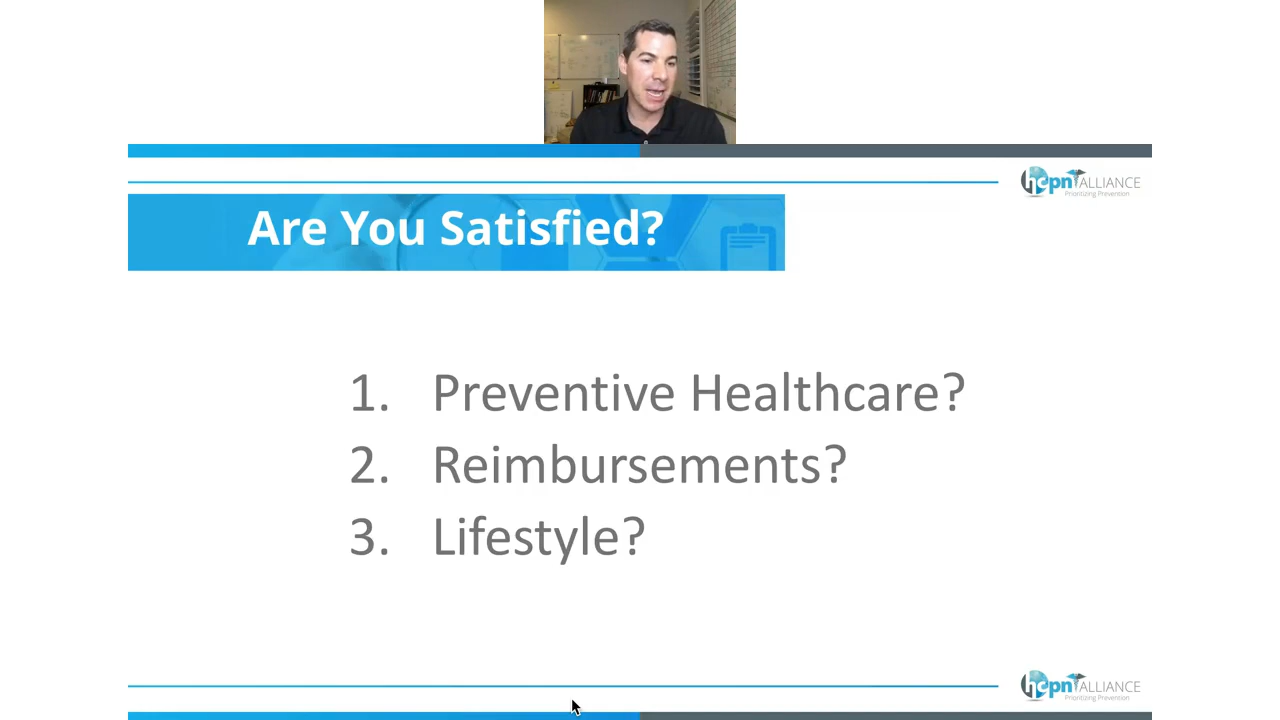 hcpn ALLIANCE
Prioritizing Prevention
Are You Satisfied?
1. Preventive Healthcare?
2. Reimbursements?
3. Lifestyle?
hcpn ALLIANCE
Prioritizing Prevention